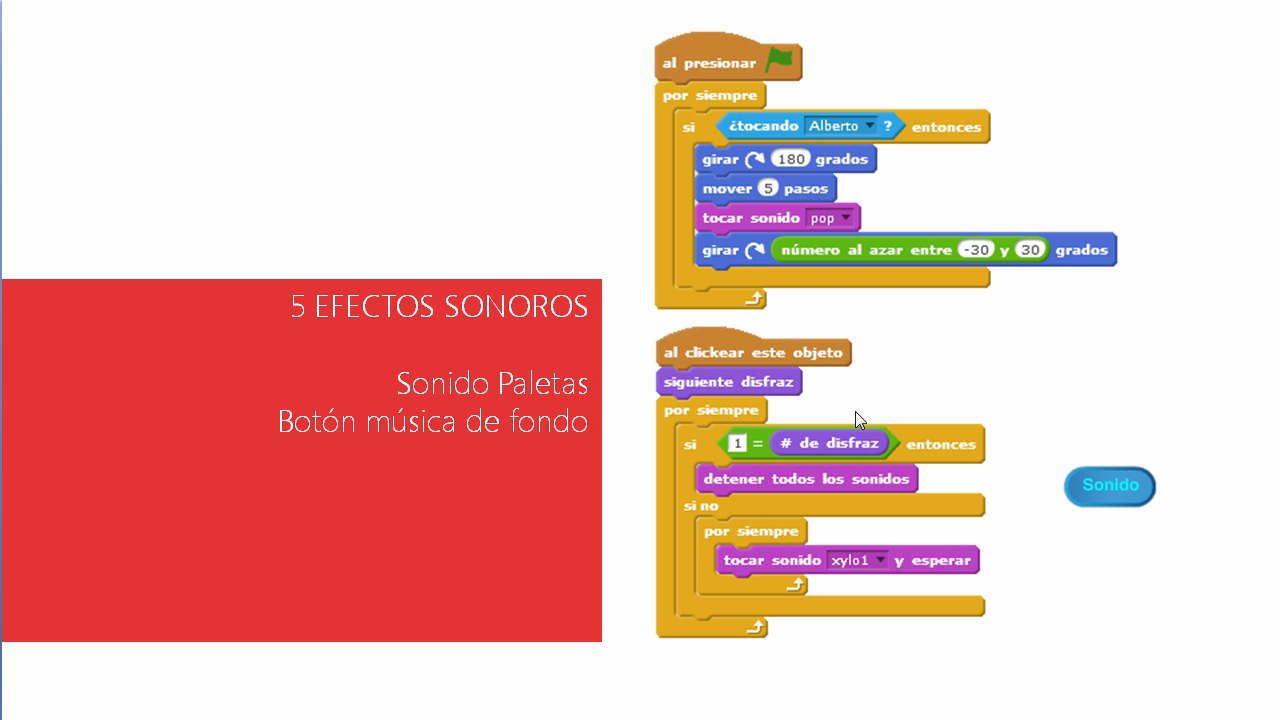 5 EFECTOS SONOROS
Sonido Paletas
Botón música de fondo
al presionar
por siempre
si ¿tocando Alberto ? entonces
girar 180 grados
mover 5 pasos
tocar sonido pop
girar número al azar entre -30 y 30 grados
al clickear este objeto
siguiente disfraz
por siempre
si 1 = # de disfraz entonces
detener todos los sonidos
si no
por siempre
tocar sonido xylo1 y esperar
Sonido